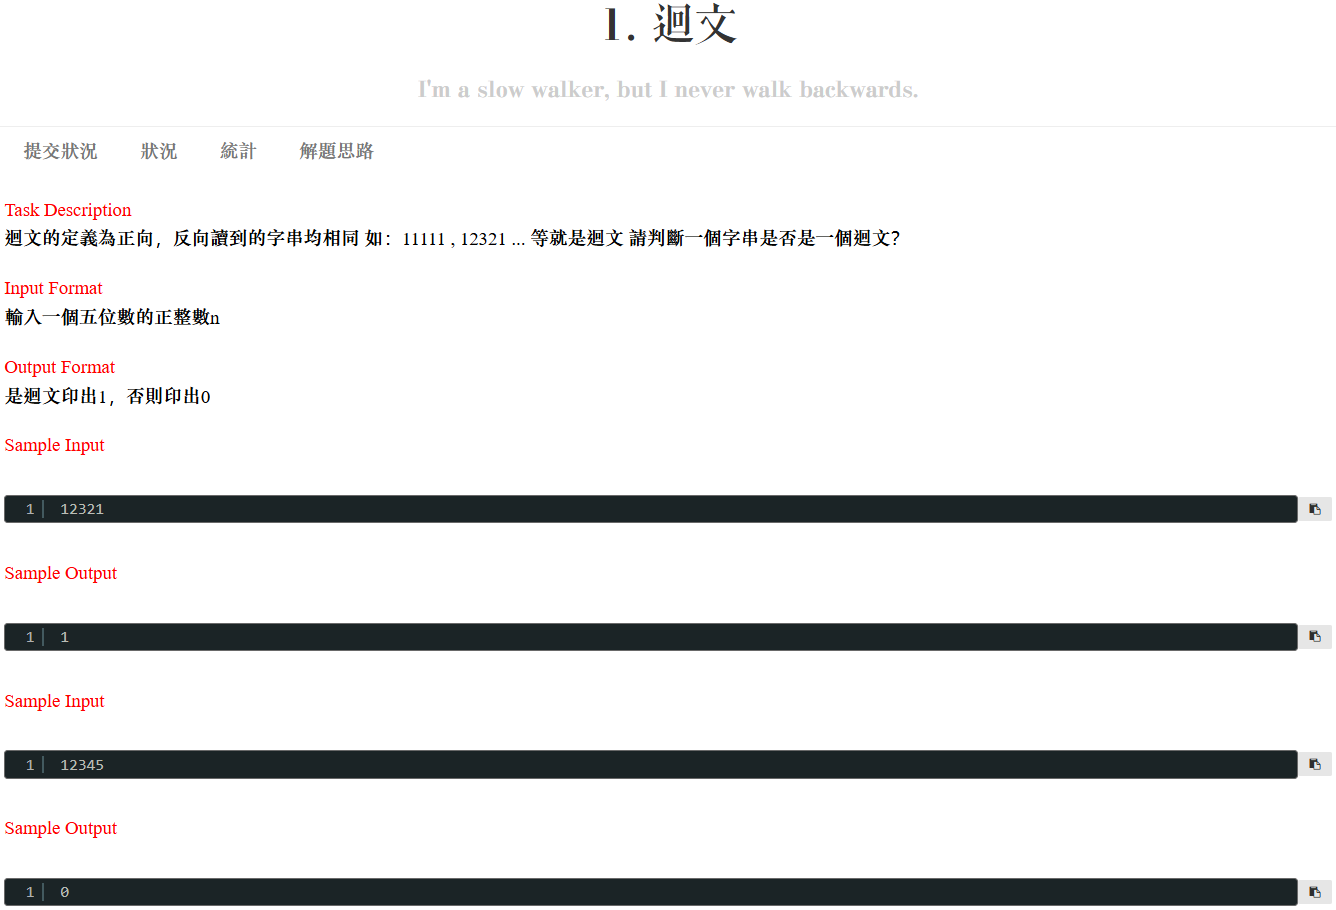 1. 迴文
I'm a slow walker, but I never walk backwards.
提交狀況 狀況 統計 解題思路
Task Description
迴文的定義為正向，反向讀到的字串均相同 如：11111 , 12321 ... 等就是迴文 請判斷一個字串是否是一個迴文？
Input Format
輸入一個五位數的正整數n
Output Format
是迴文印出1，否則印出0
Sample Input
1 12321
Sample Output
1 1
Sample Input
1 12345
Sample Output
1 0